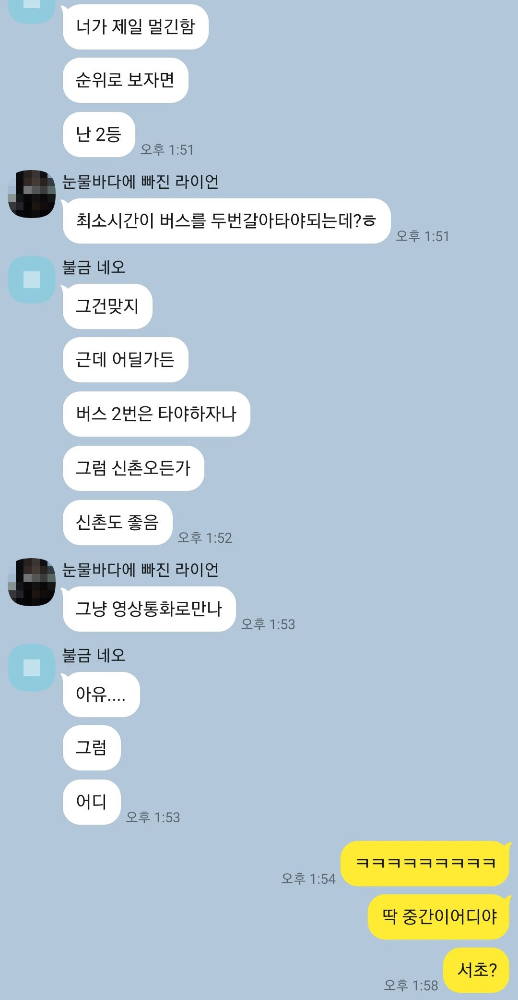 너가 제일 멀긴함
순위로 보자면
난 2등
오후 1:51
눈물바다에 빠진 라이언
최소시간이 버스를 두번갈아타야되는데?ㅎ
오후 1:51
불금 네오
그건맞지
근데 어딜가든
버스 2번은 타야하자나
그럼 신촌오든가
신촌도 좋음
오후 1:52
눈물바다에 빠진 라이언
그냥 영상통화로만나
오후 1:53
불금 네오
아유....
그럼
어디
오후 1:53
ㅋㅋㅋㅋㅋㅋㅋㅋㅋ
오후 1:54
딱 중간이어디야
서초?
오후 1:58